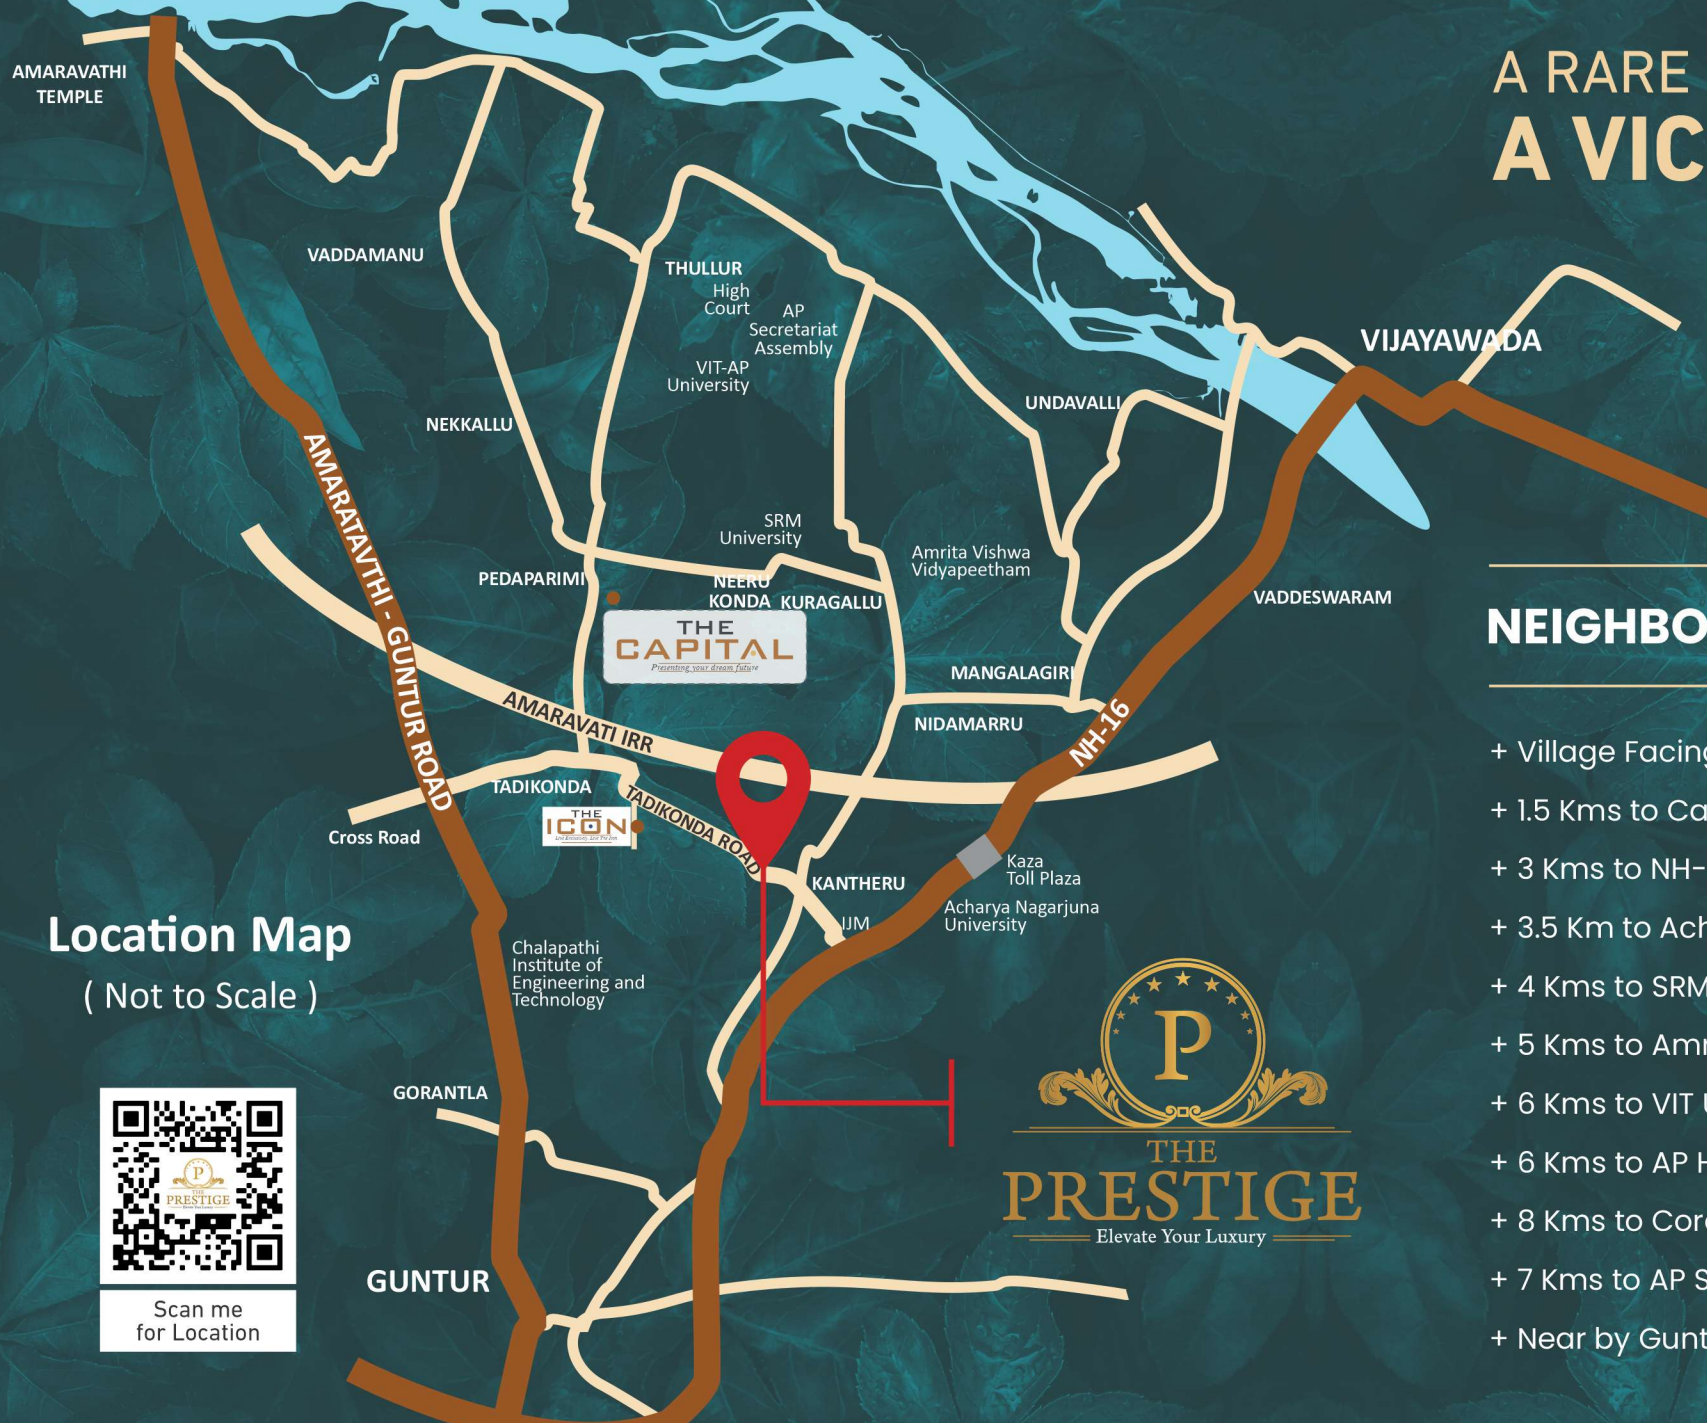 AMARAVATHI
TEMPLE
VADDAMANU
THULLUR
High
Court
AP
Secretariat
Assembly
VIT-AP
University
NEKKALLU
UNDAVALLI
VIJAYAWADA
A RARE
A VIC
AMARATAVTHI - GUNTUR ROAD
SRM
University
Amrita Vishwa
Vidyapeetham
PEDAPARIMI
NEERU
KONDA
KURAGALLU
VADDESWARAM
THE
CAPITAL
Presenting your dream future
MANGALAGIRI
NIDAMARRU
NH-16
AMARAVATI IRR
TADIKONDA
TADIKONDA ROAD
THE
ICON
Cross Road
KANTHERU
Kaza
Toll Plaza
IJM
Acharya Nagarjuna
University
Location Map
( Not to Scale )
Chalapathi
Institute of
Engineering and
Technology
GORANTLA
GUNTUR
P
THE
PRESTIGE
Elevate Your Luxury
P
THE
PRESTIGE
Elevate Your Luxury
Scan me
for Location
NEIGHBO
+ Village Facing
+ 1.5 Kms to Ca
+ 3 Kms to NH-
+ 3.5 Km to Ach
+ 4 Kms to SRM
+ 5 Kms to Amr
+ 6 Kms to VIT U
+ 6 Kms to AP H
+ 8 Kms to Core
+ 7 Kms to AP S
+ Near by Gunt